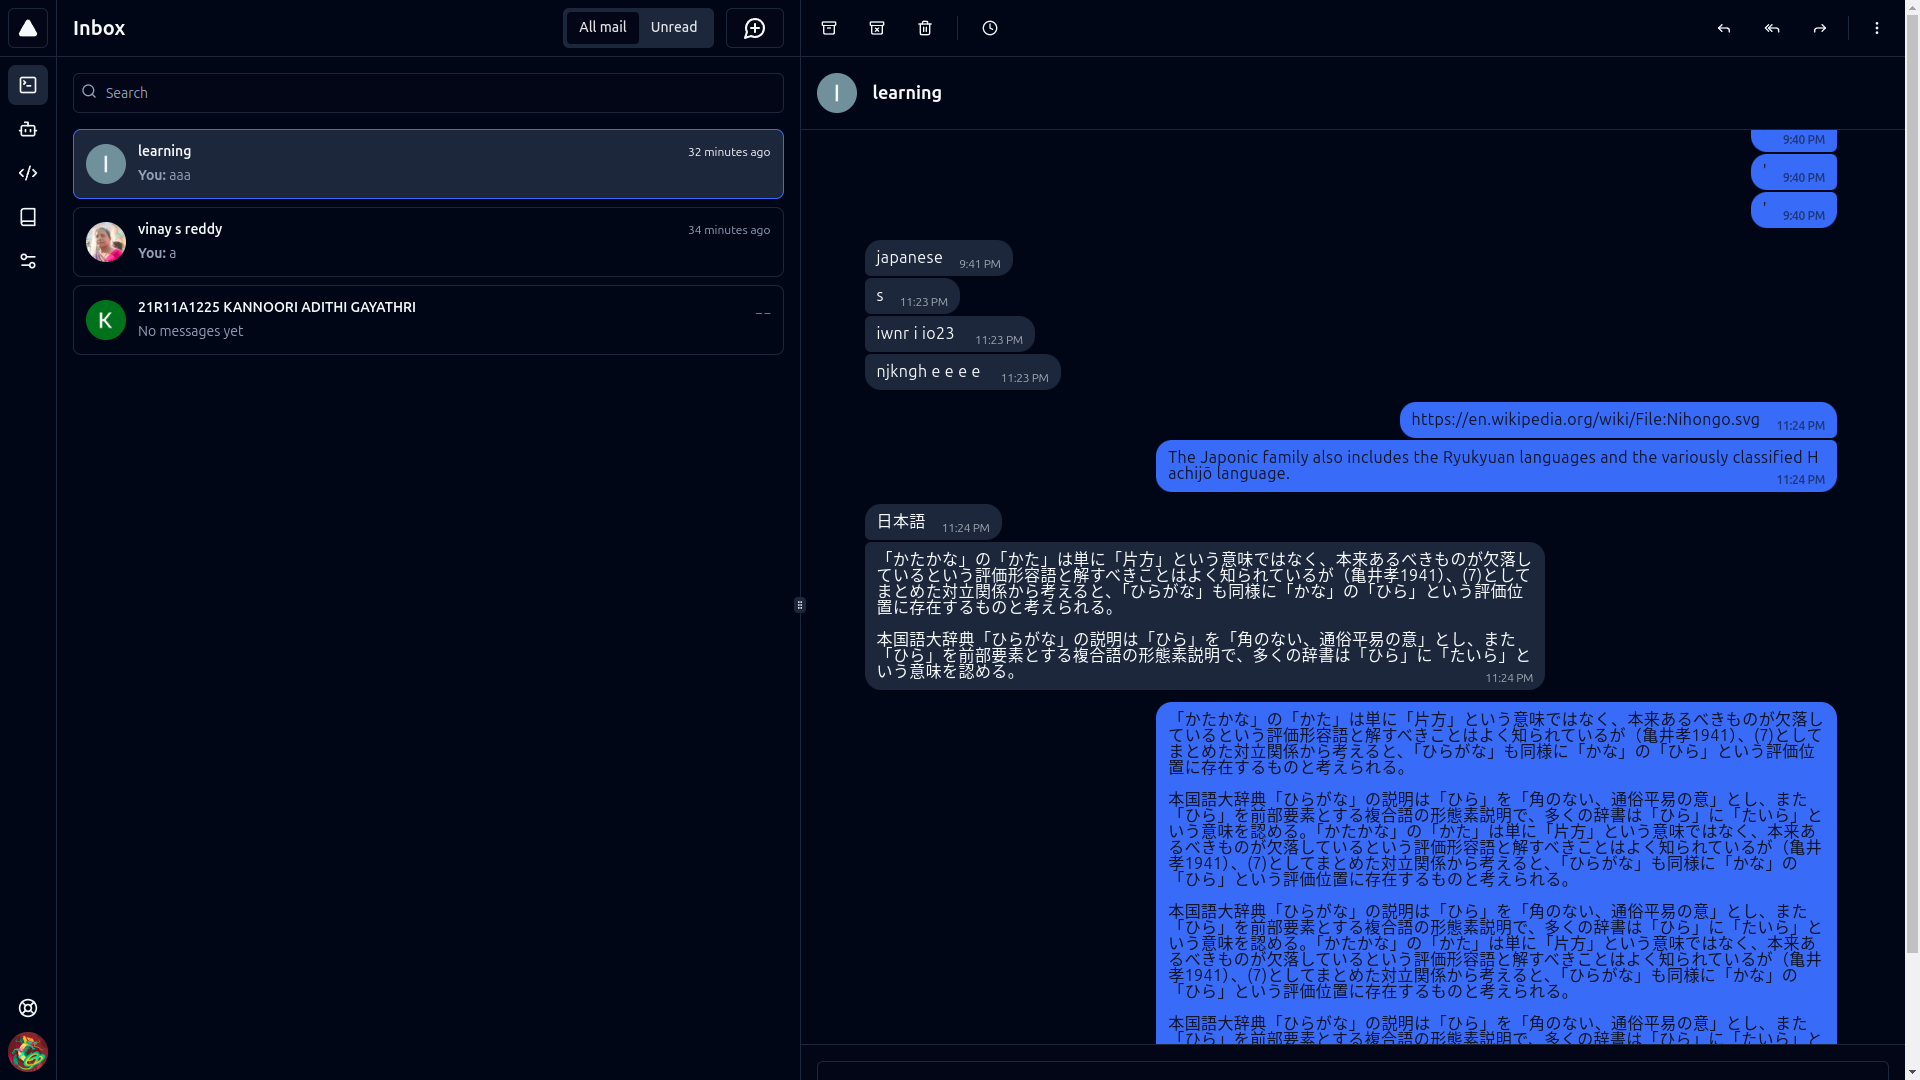 Inbox
All mail
Unread
Search
l
learning
32 minutes ago
You: aaa
vinay s reddy
34 minutes ago
You: a
K
21R11A1225 KANNOORI ADITHI GAYATHRI
--
No messages yet
l
learning
9:40 PM
' 9:40 PM
' 9:40 PM
japanese 9:41 PM
s 11:23 PM
iwnr i io23 11:23 PM
njkngh e e e e 11:23 PM
https://en.wikipedia.org/wiki/File:Nihongo.svg 11:24 PM
The Japonic family also includes the Ryukyuan languages and the variously classified H
achijō language.
11:24 PM
日本語 11:24 PM
「かたかな」の「かた」は単に「片方」という意味ではなく、本来あるべきものが欠落し
ているという評価形容語と解すべきことはよく知られているが（亀井孝1941）、(7)として
まとめた対立関係から考えると、「ひらがな」も同様に「かな」の「ひら」という評価位
置に存在するものと考えられる。
本国語大辞典「ひらがな」の説明は「ひら」を「角のない、通俗平易の意」とし、また
「ひら」を前部要素とする複合語の形態素説明で、多くの辞書は「ひら」に「たいら」と
いう意味を認める。
11:24 PM
「かたかな」の「かた」は単に「片方」という意味ではなく、本来あるべきものが欠落し
ているという評価形容語と解すべきことはよく知られているが（亀井孝1941）、(7)として
まとめた対立関係から考えると、「ひらがな」も同様に「かな」の「ひら」という評価位
置に存在するものと考えられる。
本国語大辞典「ひらがな」の説明は「ひら」を「角のない、通俗平易の意」とし、また
「ひら」を前部要素とする複合語の形態素説明で、多くの辞書は「ひら」に「たいら」と
いう意味を認める。「かたかな」の「かた」は単に「片方」という意味ではなく、本来あ
るべきものが欠落しているという評価形容語と解すべきことはよく知られているが（亀井
孝1941）、(7)としてまとめた対立関係から考えると、「ひらがな」も同様に「かな」の
「ひら」という評価位置に存在するものと考えられる。
本国語大辞典「ひらがな」の説明は「ひら」を「角のない、通俗平易の意」とし、また
「ひら」を前部要素とする複合語の形態素説明で、多くの辞書は「ひら」に「たいら」と
いう意味を認める。「かたかな」の「かた」は単に「片方」という意味ではなく、本来あ
るべきものが欠落しているという評価形容語と解すべきことはよく知られているが（亀井
孝1941）、(7)としてまとめた対立関係から考えると、「ひらがな」も同様に「かな」の
「ひら」という評価位置に存在するものと考えられる。
本国語大辞典「ひらがな」の説明は「ひら」を「角のない、通俗平易の意」とし、また
「ひら」を前部要素とする複合語の形態素説明で、多くの辞書は「ひら」に「たいら」と